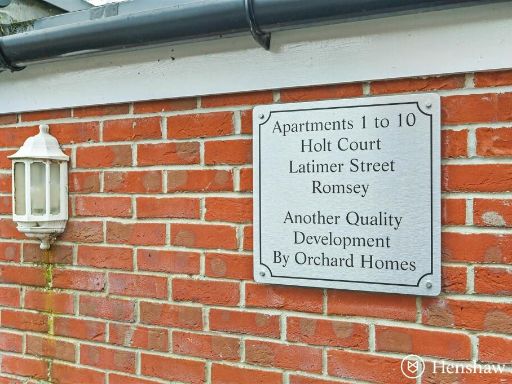 Apartments 1 to 10
Holt Court
Latimer Street
Romsey
Another Quality
Development
By Orchard Homes
Henshaw